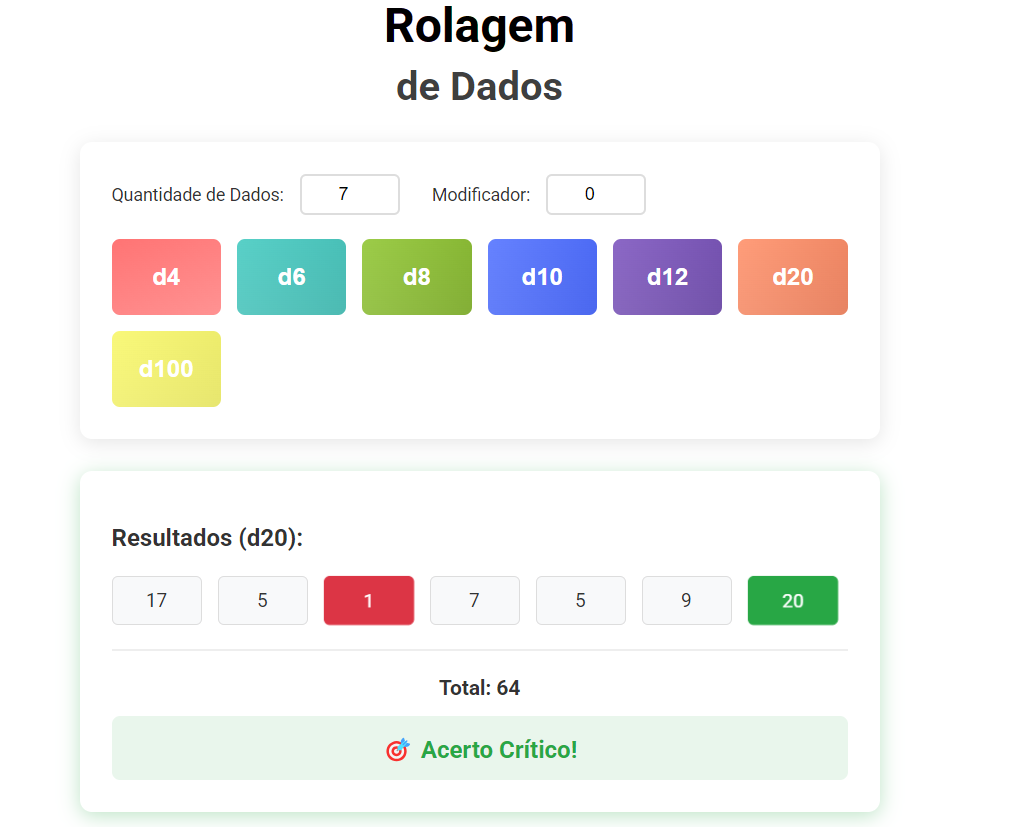 Rolagem
de Dados
Quantidade de Dados: 7 Modificador: 0
d4 d6 d8 d10 d12 d20
d100
Resultados (d20):
17 5 1 7 5 9 20
Total: 64
🎯 Acerto Crítico!